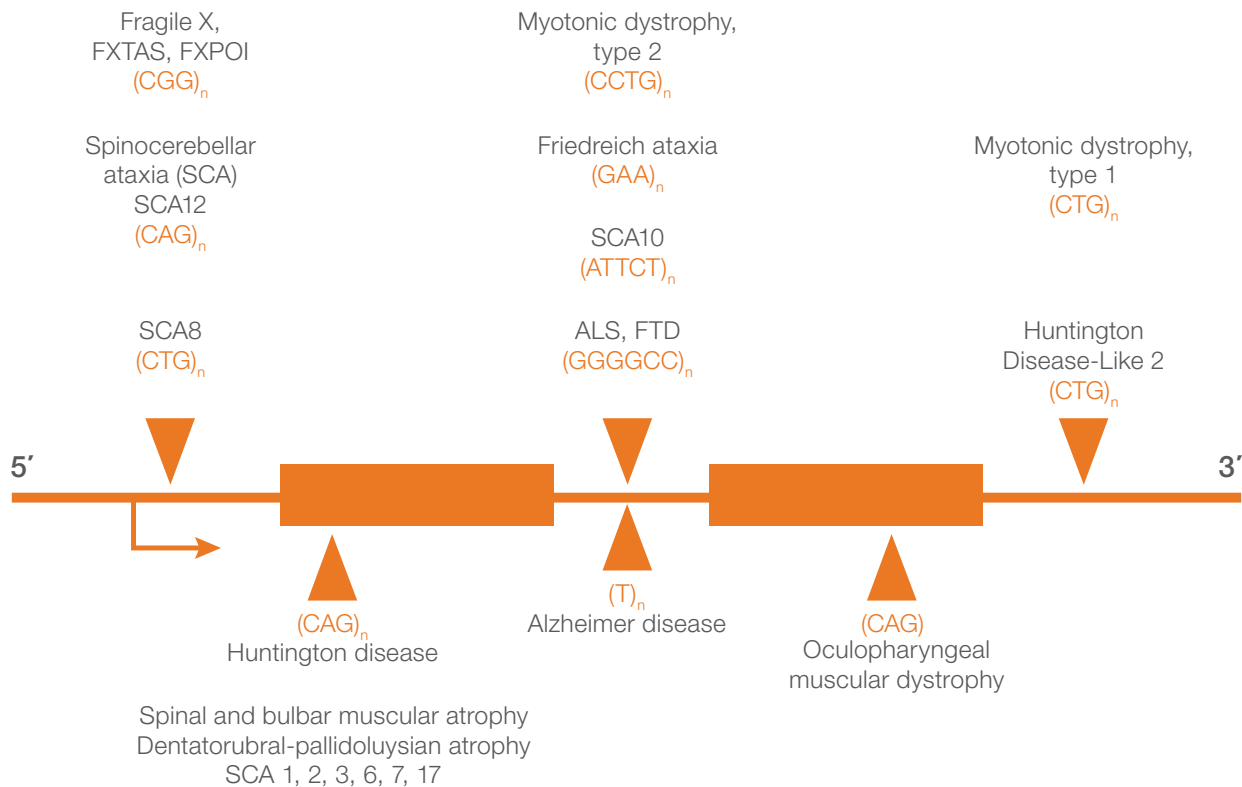 Fragile X,
FXTAS, FXPOI
(CGG)n
Spinocerebellar
ataxia (SCA)
SCA12
(CAG)n
SCA8
(CTG)n
Myotonic dystrophy,
type 2
(CCTG)n
Friedreich ataxia
(GAA)n
SCA10
(ATTCT)n
ALS, FTD
(GGGGCC)n
Myotonic dystrophy,
type 1
(CTG)n
Huntington
Disease-Like 2
(CTG)n
5′
3′
(CAG)n
Huntington disease
Spinal and bulbar muscular atrophy
Dentatorubral-pallidoluysian atrophy
SCA 1, 2, 3, 6, 7, 17
(T)n
Alzheimer disease
(CAG)
Oculopharyngeal
muscular dystrophy